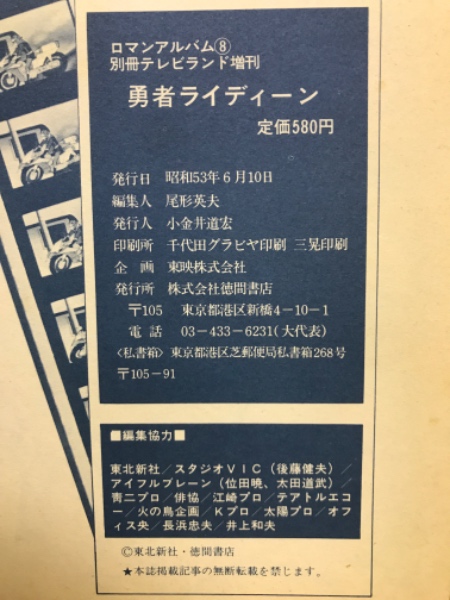 ロマンアルバム⑧
別冊テレビランド増刊
勇者ライディーン
定価580円
発行日 昭和53年6月10日
編集人 尾形英夫
発行人 小金井道宏
印刷所 千代田グラビヤ印刷 三晃印刷
企画 東映株式会社
発行所 株式会社徳間書店
〒105 東京都港区新橋4-10-1
電話 03-433-6231(大代表)
〈私書箱〉東京都港区芝郵便局私書箱268号
〒105-91
■編集協力■
東北新社/スタジオVIC(後藤健夫)/
アイフルブレーン(位田暁、太田道武)/
青二プロ/俳協/江崎プロ/テアトルエコ
ー/火の鳥企画/Kプロ/太陽プロ/オフ
ィス央/長浜忠夫/井上和夫
©東北新社・徳間書店
★本誌掲載記事の無断転載を禁じます。